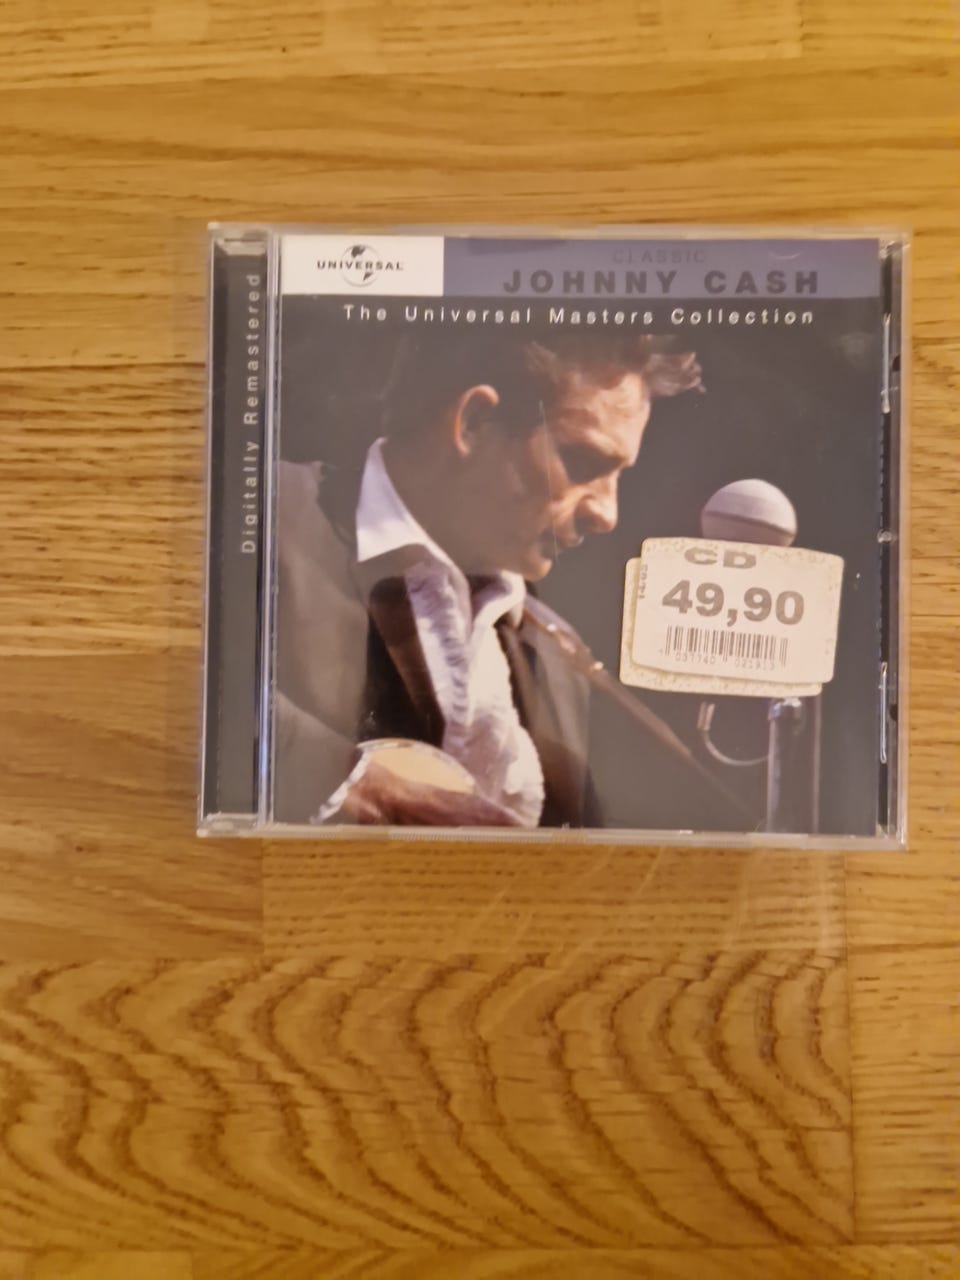 UNIVERSAL
CLASSIC
JOHNNY CASH
The Universal Masters Collection
Digitally Remastered
CD
49,90